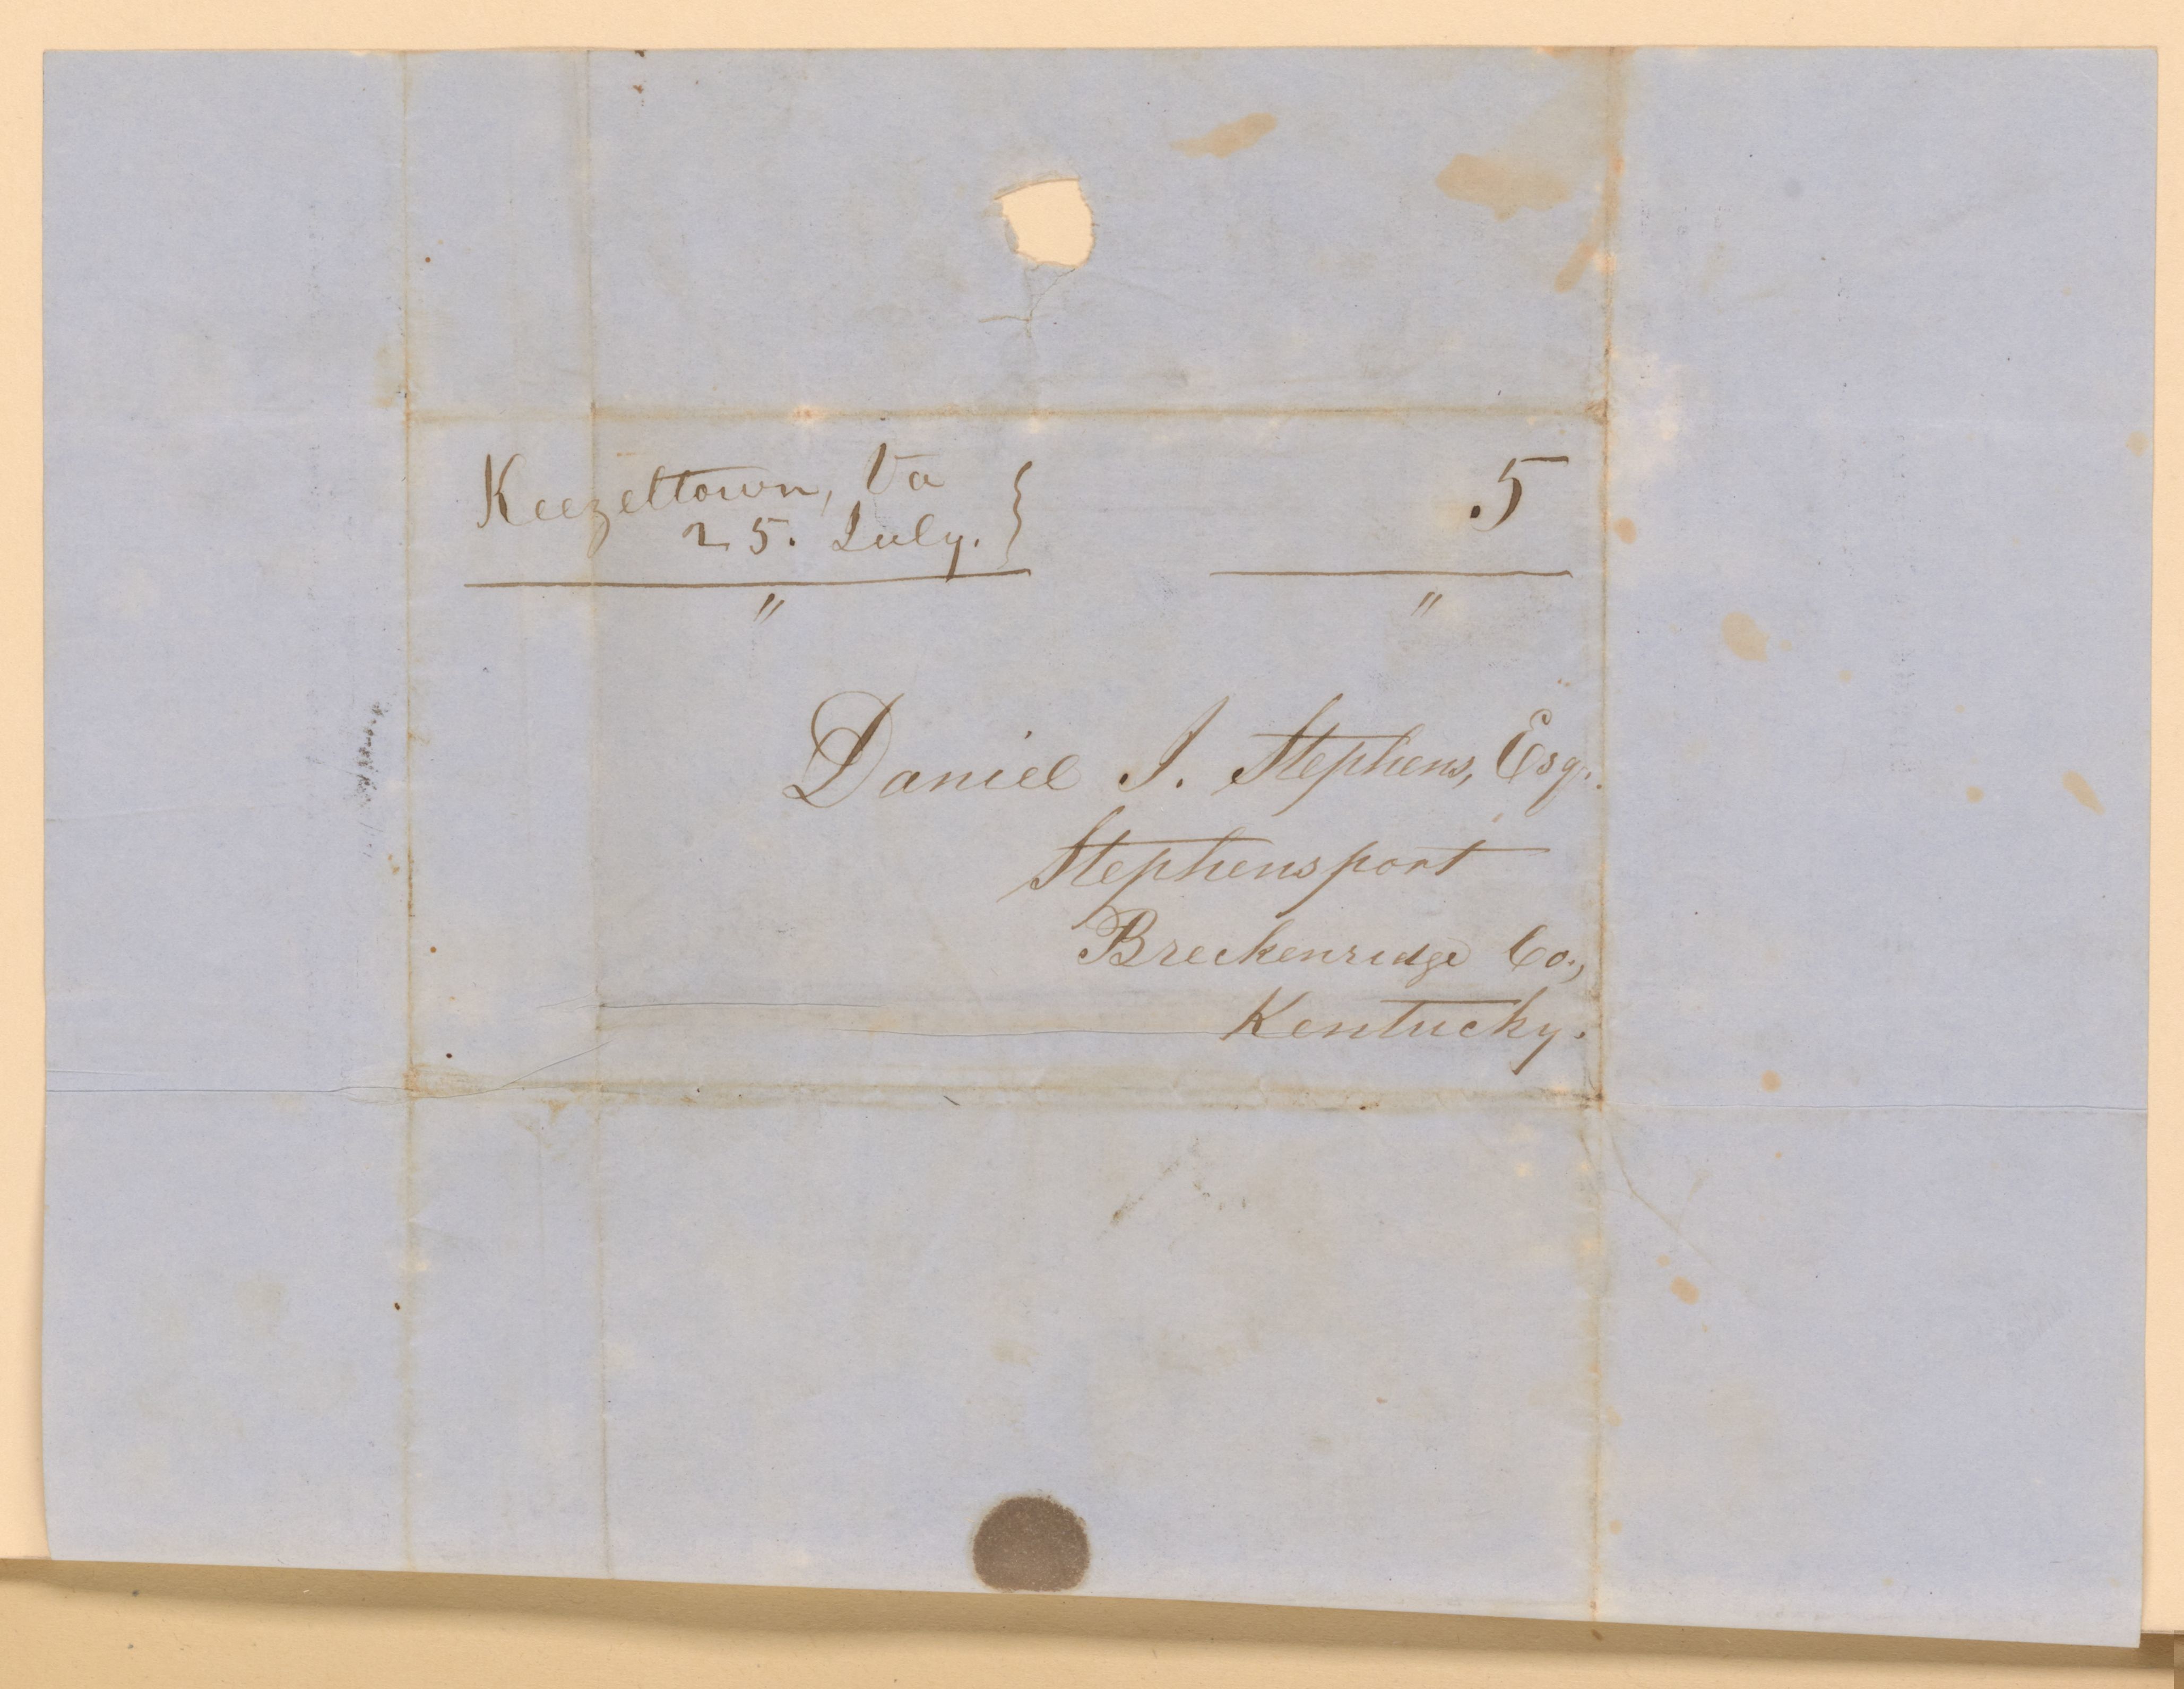 Keezeltown, Va
25. July. }
5
"
"
Daniel J. Stephens, Esq.
Stephensport
Breckenridge Co.,
Kentucky.